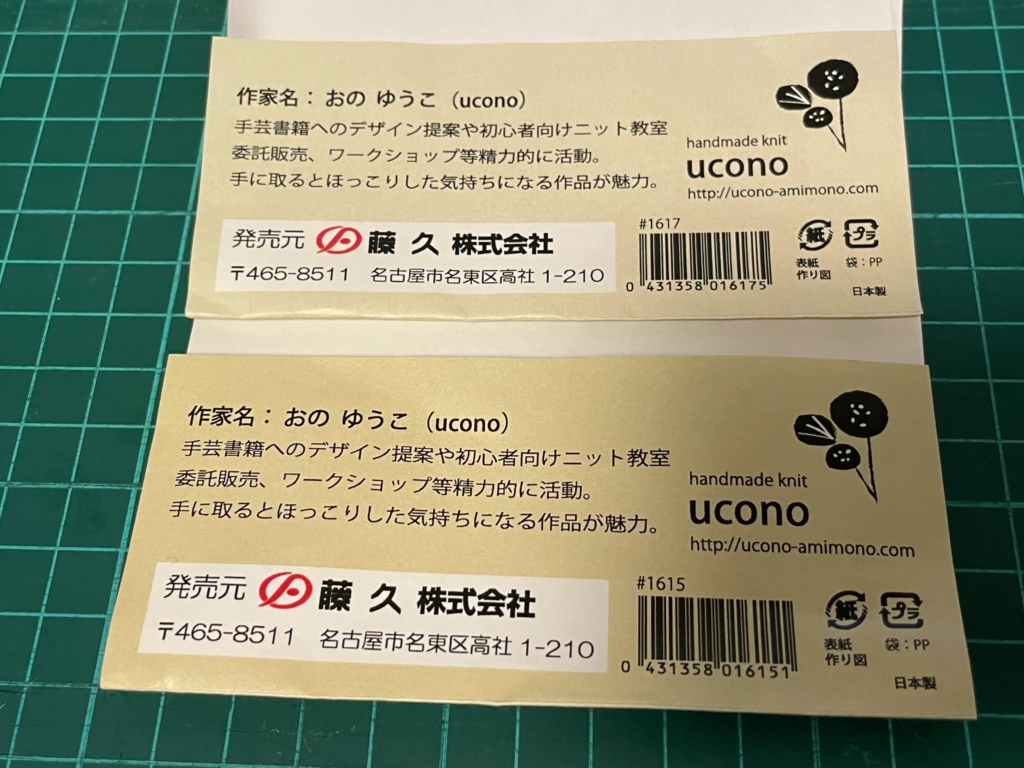 作家名：おの ゆうこ（ucono）
手芸書籍へのデザイン提案や初心者向けニット教室
委託販売、ワークショップ等精力的に活動。
手に取るとほっこりした気持ちになる作品が魅力。
handmade knit
ucono
http://ucono-amimono.com
発売元 藤久 株式会社
〒465-8511 名古屋市名東区高社 1-210
#1617
0 431358 016175
紙
表紙
作り図
プラ
袋：PP
日本製
作家名：おの ゆうこ（ucono）
手芸書籍へのデザイン提案や初心者向けニット教室
委託販売、ワークショップ等精力的に活動。
手に取るとほっこりした気持ちになる作品が魅力。
handmade knit
ucono
http://ucono-amimono.com
発売元 藤久 株式会社
〒465-8511 名古屋市名東区高社 1-210
#1615
0 431358 016151
紙
表紙
作り図
プラ
袋：PP
日本製